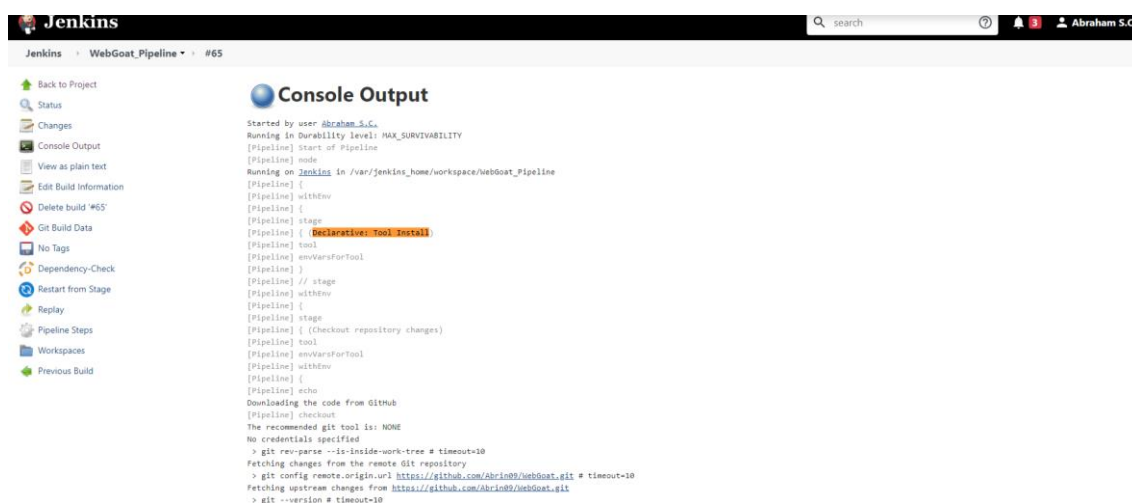 Jenkins
search
3
Abraham S.C
Jenkins WebGoat_Pipeline #65
Back to Project
Status
Changes
Console Output
View as plain text
Edit Build Information
Delete build '#65'
Git Build Data
No Tags
Dependency-Check
Restart from Stage
Replay
Pipeline Steps
Workspaces
Previous Build
Console Output
Started by user Abraham S.C.
Running in Durability level: MAX_SURVIVABILITY
[Pipeline] Start of Pipeline
[Pipeline] node
Running on Jenkins in /var/jenkins_home/workspace/WebGoat_Pipeline
[Pipeline] {
[Pipeline] withEnv
[Pipeline] {
[Pipeline] stage
[Pipeline] { (Declarative: Tool Install)
[Pipeline] tool
[Pipeline] envVarsForTool
[Pipeline] }
[Pipeline] // stage
[Pipeline] withEnv
[Pipeline] {
[Pipeline] stage
[Pipeline] { (Checkout repository changes)
[Pipeline] tool
[Pipeline] envVarsForTool
[Pipeline] withEnv
[Pipeline] {
[Pipeline] echo
Downloading the code from GitHub
[Pipeline] checkout
The recommended git tool is: NONE
No credentials specified
> git rev-parse --is-inside-work-tree # timeout=10
Fetching changes from the remote Git repository
> git config remote.origin.url https://github.com/Abrin09/WebGoat.git # timeout=10
Fetching upstream changes from https://github.com/Abrin09/WebGoat.git
> git --version # timeout=10